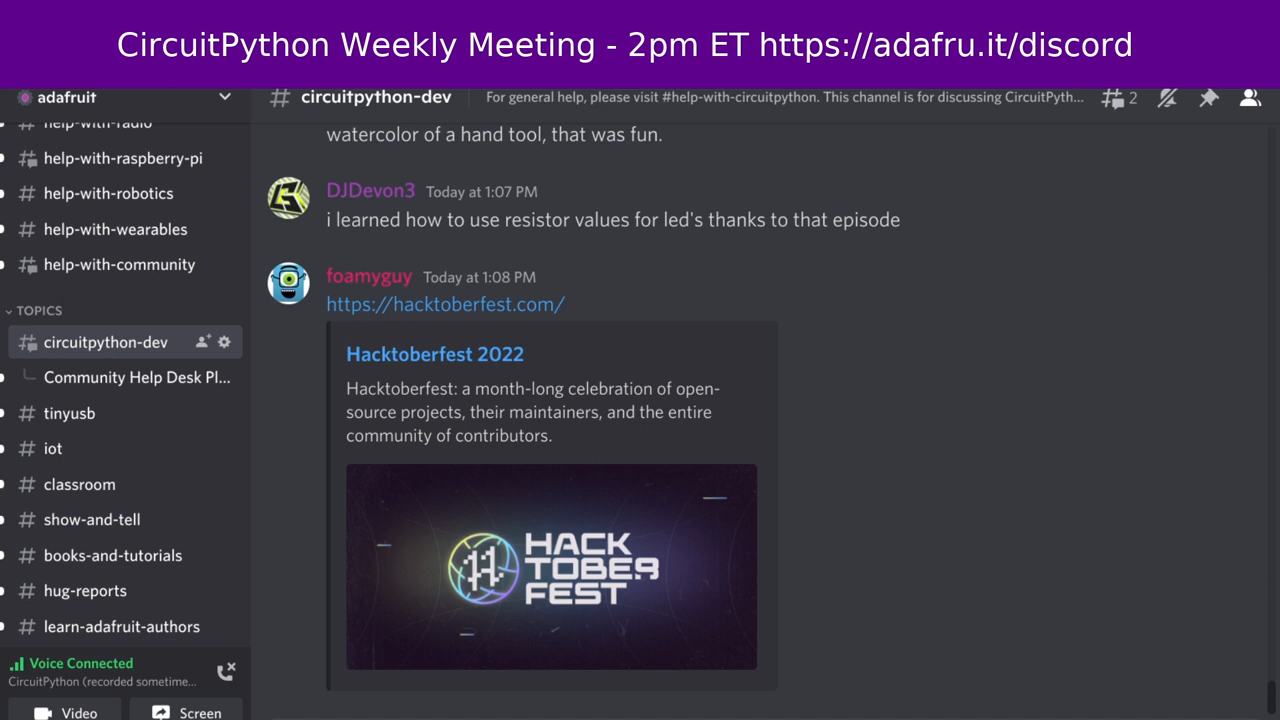 CircuitPython Weekly Meeting - 2pm ET https://adafru.it/discord
adafruit
help-with-radio
help-with-raspberry-pi
help-with-robotics
help-with-wearables
help-with-community
TOPICS
circuitpython-dev
Community Help Desk Pl...
tinyusb
iot
classroom
show-and-tell
books-and-tutorials
hug-reports
learn-adafruit-authors
Voice Connected
CircuitPython (recorded sometime...
Video
Screen
# circuitpython-dev
For general help, please visit #help-with-circuitpython. This channel is for discussing CircuitPyth...
2
watercolor of a hand tool, that was fun.
DJDevon3 Today at 1:07 PM
i learned how to use resistor values for led's thanks to that episode
foamyguy Today at 1:08 PM
https://hacktoberfest.com/
Hacktoberfest 2022
Hacktoberfest: a month-long celebration of open-
source projects, their maintainers, and the entire
community of contributors.
HACK
TOBER
FEST